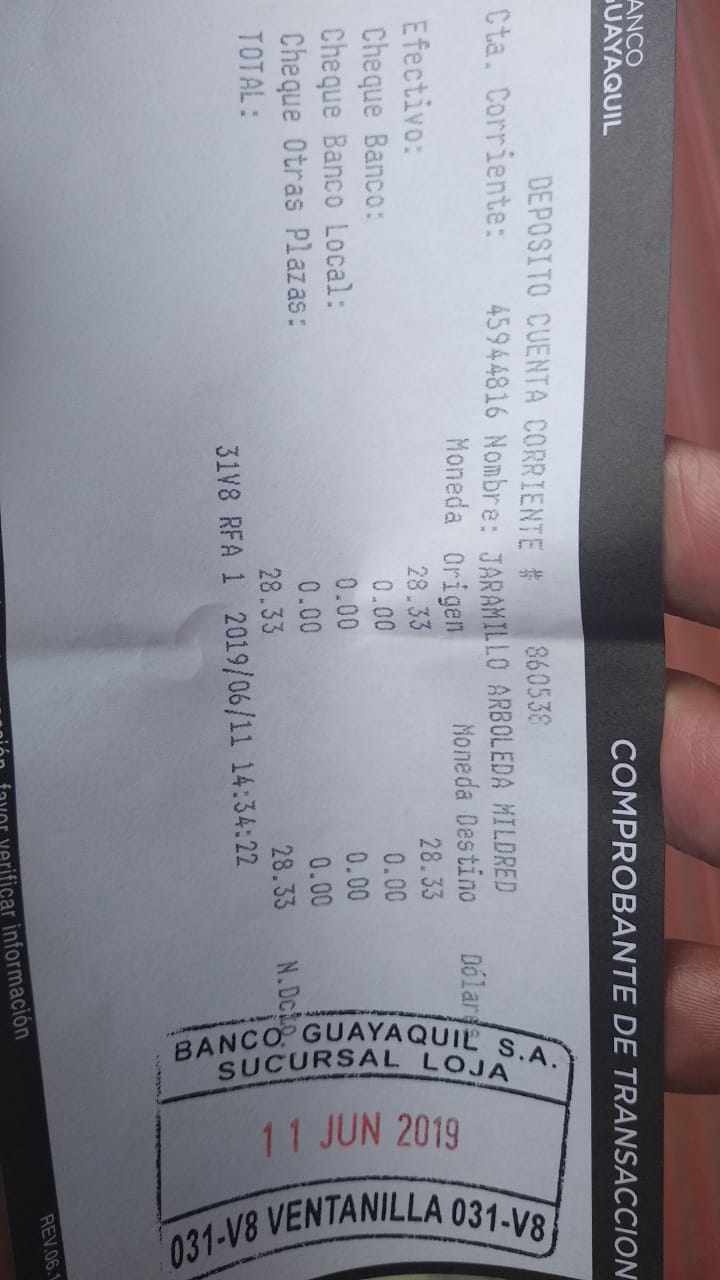 BANCO
GUAYAQUIL
COMPROBANTE DE TRANSACCION
DEPOSITO CUENTA CORRIENTE # 860538
Cta. Corriente: 45944816 Nombre: JARAMILLO ARBOLEDA MILDRED
Moneda Orígen Moneda Destino Dólares
Efectivo: 28.33 28.33
Cheque Banco: 0.00 0.00
Cheque Banco Local: 0.00 0.00
Cheque Otras Plazas: 0.00 0.00
TOTAL: 28.33 28.33 N.Dcto.
31V8 RFA 1 2019/06/11 14:34:22
BANCO GUAYAQUIL S.A.
SUCURSAL LOJA
11 JUN 2019
031-V8 VENTANILLA 031-V8
REV.06.1
favor verificar información